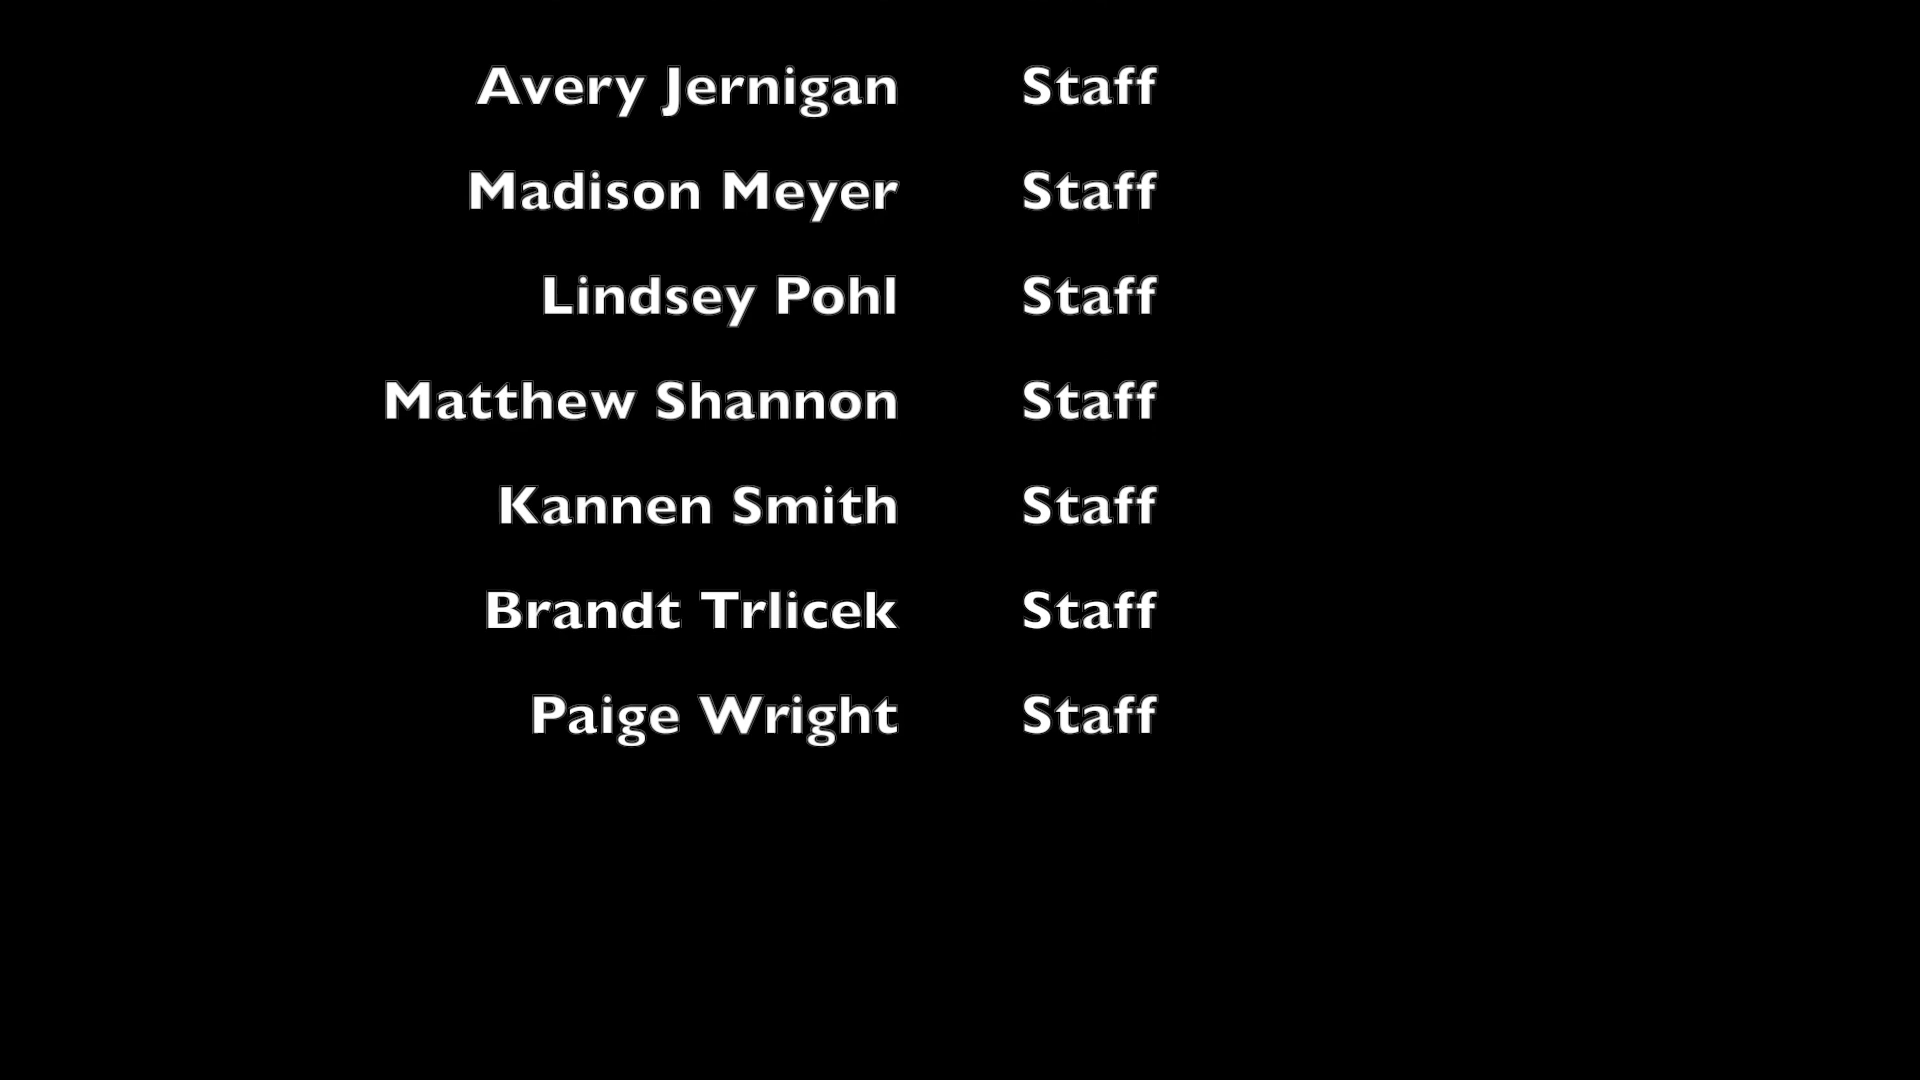 Avery Jernigan Staff
Madison Meyer Staff
Lindsey Pohl Staff
Matthew Shannon Staff
Kannen Smith Staff
Brandt Trlicek Staff
Paige Wright Staff